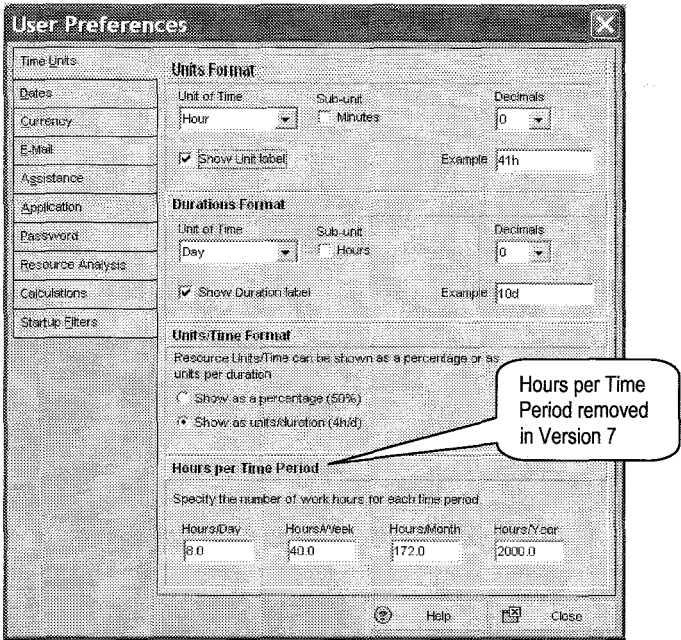 User Preferences
Time Units
Dates
Currency
E-Mail
Assistance
Application
Password
Resource Analysis
Calculations
Startup Filters
Units Format
Unit of Time Sub-unit Decimals
Hour Minutes 0
Show Unit label Example 41h
Durations Format
Unit of Time Sub-unit Decimals
Day Hours 0
Show Duration label Example 10d
Units/Time Format
Resource Units/Time can be shown as a percentage or as
units per duration
Show as a percentage (50%)
Show as units/duration (4h/d)
Hours per Time
Period removed
in Version 7
Hours per Time Period
Specify the number of work hours for each time period
Hours/Day Hours/Week Hours/Month Hours/Year
8.0 40.0 172.0 2000.0
Help Close